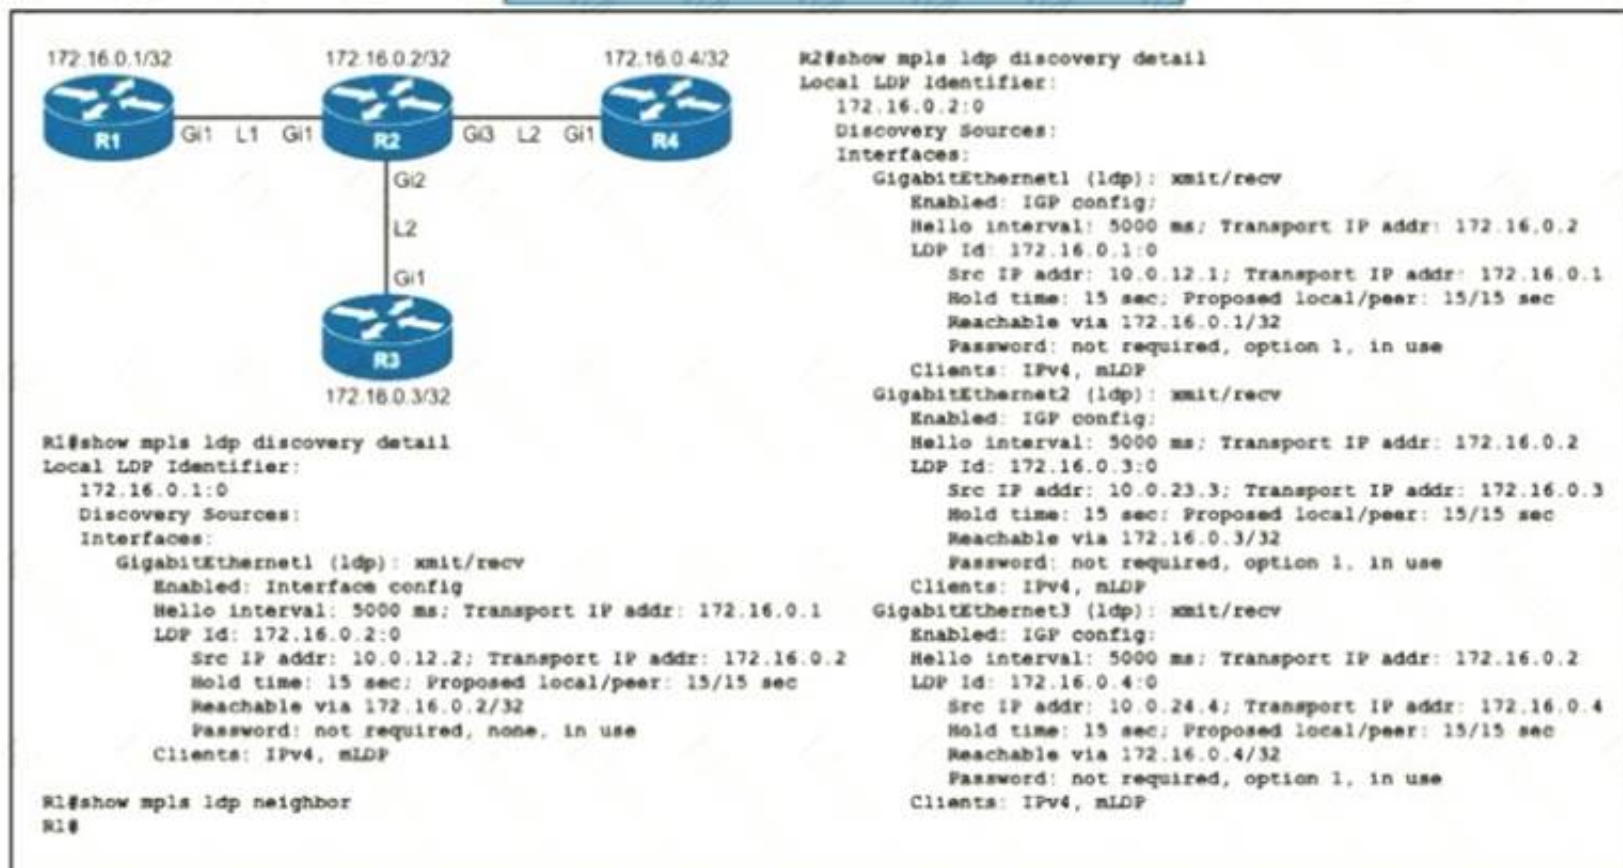 172.16.0.1/32
172.16.0.2/32
172.16.0.4/32
R1
Gi1
L1
Gi1
R2
Gi3
L2
Gi1
R4
Gi2
L2
Gi1
R3
172.16.0.3/32
R1#show mpls ldp discovery detail
Local LDP Identifier:
172.16.0.1:0
Discovery Sources:
Interfaces:
GigabitEthernet1 (ldp): xmit/recv
Enabled: Interface config
Hello interval: 5000 ms; Transport IP addr: 172.16.0.1
LDP Id: 172.16.0.2:0
Src IP addr: 10.0.12.2; Transport IP addr: 172.16.0.2
Hold time: 15 sec; Proposed local/peer: 15/15 sec
Reachable via 172.16.0.2/32
Password: not required, none, in use
Clients: IPv4, mLDP
R1#show mpls ldp neighbor
R1#
R2#show mpls ldp discovery detail
Local LDP Identifier:
172.16.0.2:0
Discovery Sources:
Interfaces:
GigabitEthernet1 (ldp): xmit/recv
Enabled: IGP config;
Hello interval: 5000 ms; Transport IP addr: 172.16.0.2
LDP Id: 172.16.0.1:0
Src IP addr: 10.0.12.1; Transport IP addr: 172.16.0.1
Hold time: 15 sec; Proposed local/peer: 15/15 sec
Reachable via 172.16.0.1/32
Password: not required, option 1, in use
Clients: IPv4, mLDP
GigabitEthernet2 (ldp): xmit/recv
Enabled: IGP config;
Hello interval: 5000 ms; Transport IP addr: 172.16.0.2
LDP Id: 172.16.0.3:0
Src IP addr: 10.0.23.3; Transport IP addr: 172.16.0.3
Hold time: 15 sec; Proposed local/peer: 15/15 sec
Reachable via 172.16.0.3/32
Password: not required, option 1, in use
Clients: IPv4, mLDP
GigabitEthernet3 (ldp): xmit/recv
Enabled: IGP config;
Hello interval: 5000 ms; Transport IP addr: 172.16.0.2
LDP Id: 172.16.0.4:0
Src IP addr: 10.0.24.4; Transport IP addr: 172.16.0.4
Hold time: 15 sec; Proposed local/peer: 15/15 sec
Reachable via 172.16.0.4/32
Password: not required, option 1, in use
Clients: IPv4, mLDP